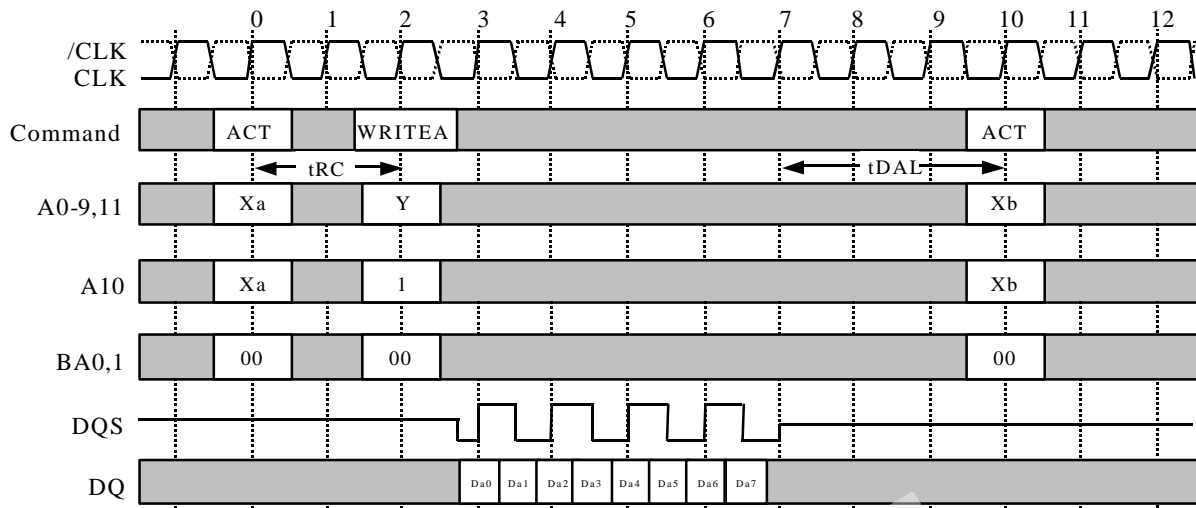 0 1 2 3 4 5 6 7 8 9 10 11 12
/CLK
CLK
Command ACT WRITEA ACT
tRC tDAL
A0-9,11 Xa Y Xb
A10 Xa 1 Xb
BA0,1 00 00 00
DQS
DQ Da0 Da1 Da2 Da3 Da4 Da5 Da6 Da7